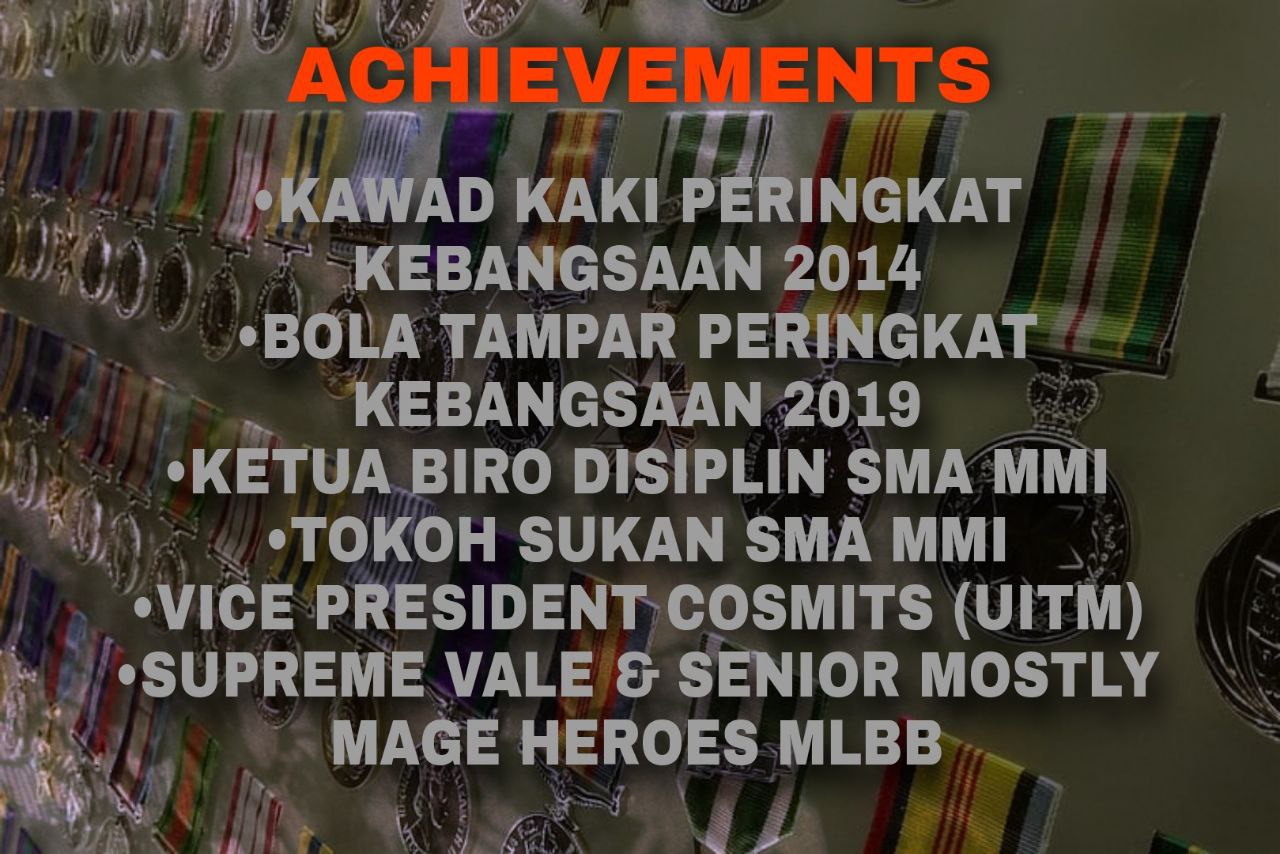 ACHIEVEMENTS
•KAWAD KAKI PERINGKAT
KEBANGSAAN 2014
•BOLA TAMPAR PERINGKAT
KEBANGSAAN 2019
•KETUA BIRO DISIPLIN SMA MMI
•TOKOH SUKAN SMA MMI
•VICE PRESIDENT COSMITS (UITM)
•SUPREME VALE & SENIOR MOSTLY
MAGE HEROES MLBB